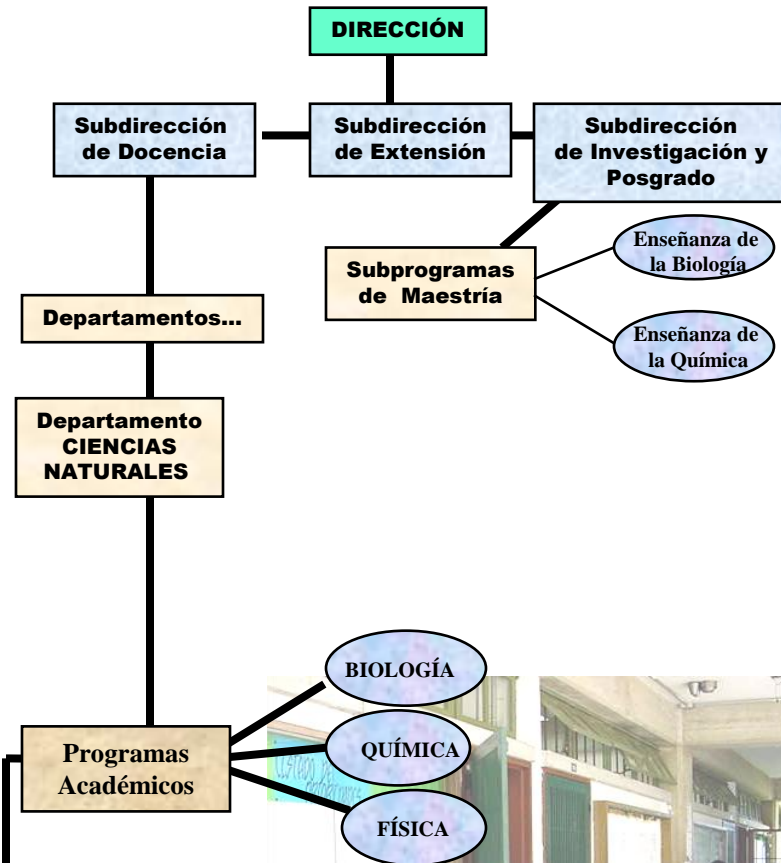 DIRECCIÓN
Subdirección
de Docencia
Subdirección
de Extensión
Subdirección
de Investigación y
Posgrado
Subprogramas
de Maestría
Enseñanza de
la Biología
Enseñanza de
la Química
Departamentos...
Departamento
CIENCIAS
NATURALES
Programas
Académicos
BIOLOGÍA
QUÍMICA
FÍSICA